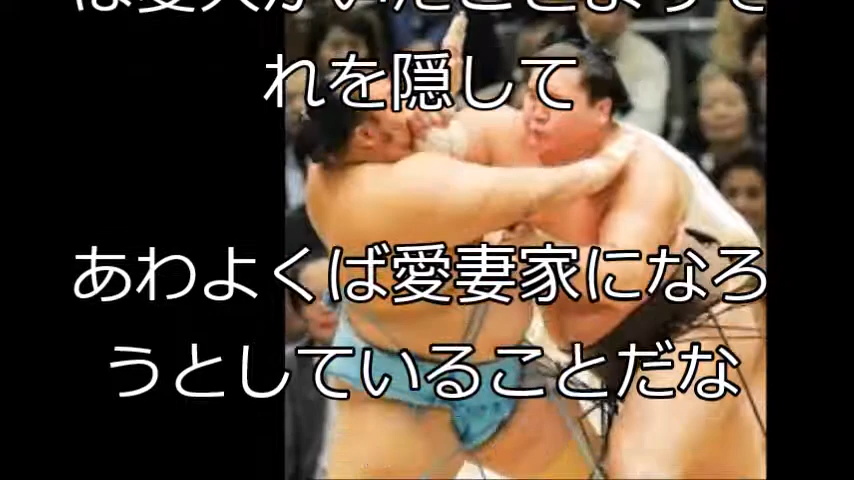 れを隠して
あわよくば愛妻家になろ
うとしていることだな